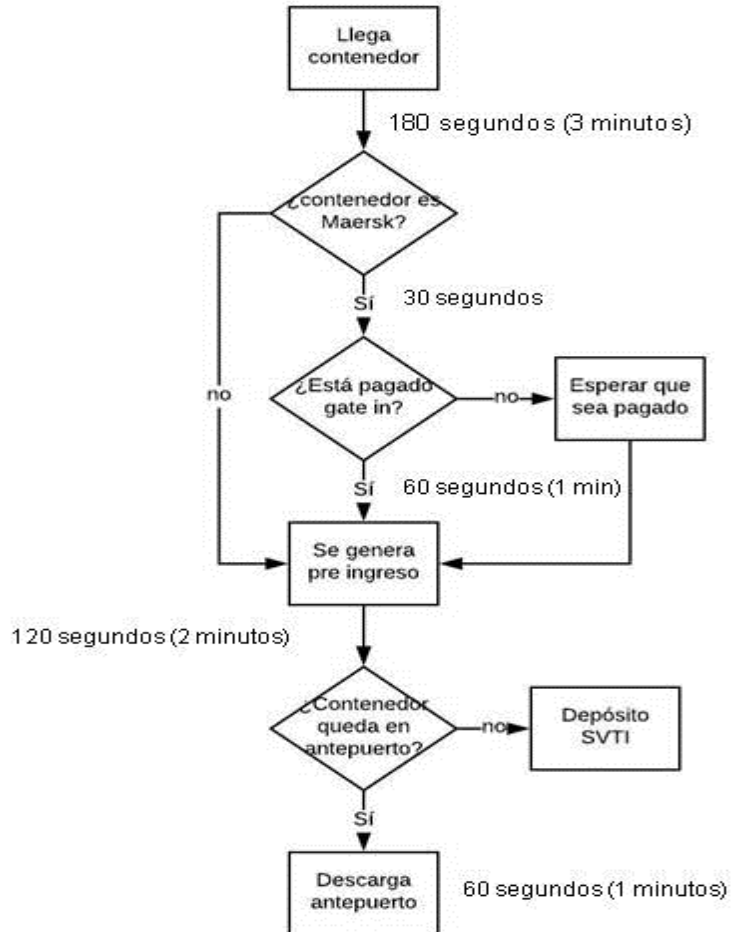 Llega
contenedor
180 segundos (3 minutos)
¿contenedor es
Maersk?
Sí
30 segundos
no
¿Está pagado
gate in?
no
Esperar que
sea pagado
Sí
60 segundos (1 min)
Se genera
pre ingreso
120 segundos (2 minutos)
¿Contenedor
queda en
antepuerto?
no
Depósito
SVTI
Sí
Descarga
antepuerto
60 segundos (1 minutos)